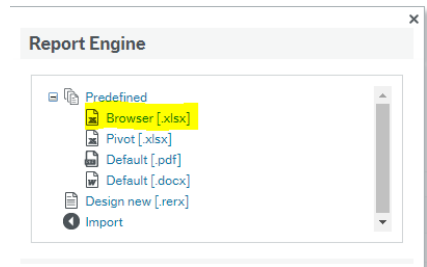 Report Engine
Predefined
Browser [.xlsx]
Pivot [.xlsx]
Default [.pdf]
Default [.docx]
Design new [.rerx]
Import